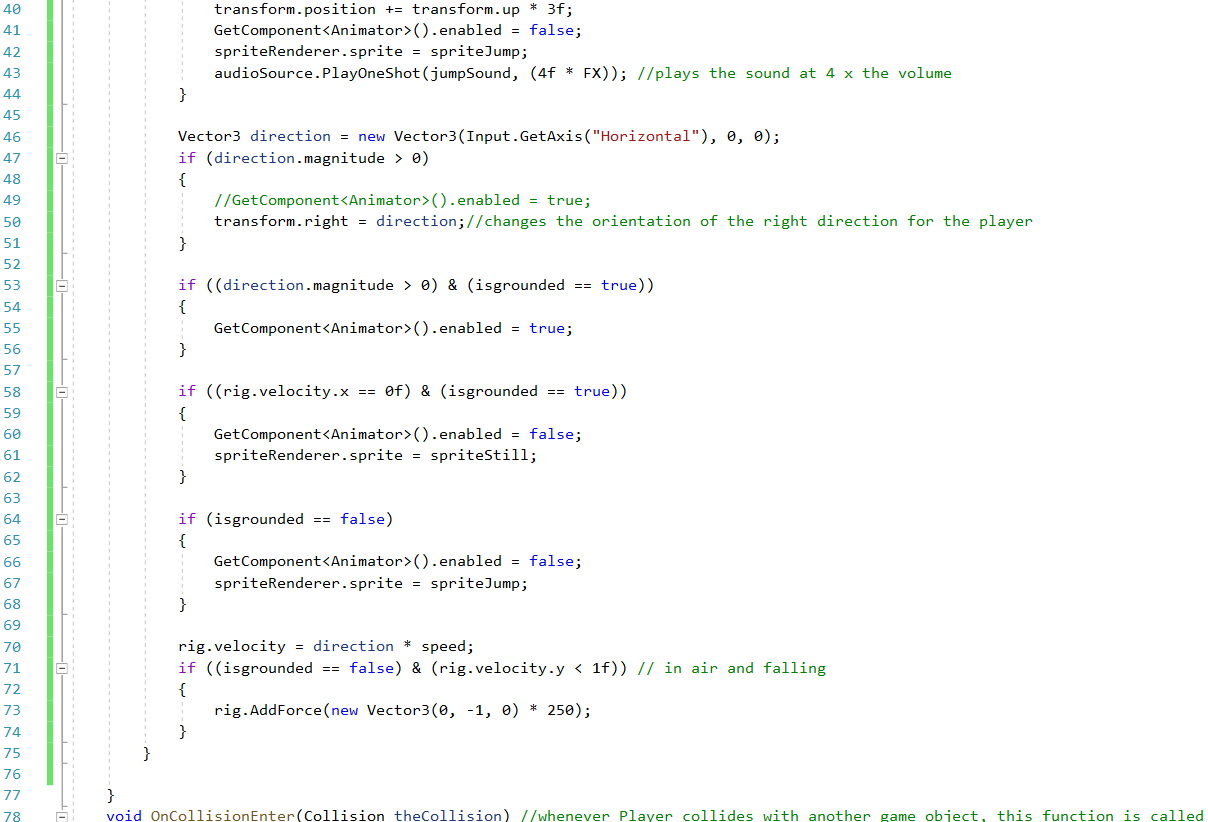 40 transform.position += transform.up * 3f;
41 GetComponent<Animator>().enabled = false;
42 spriteRenderer.sprite = spriteJump;
43 audioSource.PlayOneShot(jumpSound, (4f * FX)); //plays the sound at 4 x the volume
44 }
45
46 Vector3 direction = new Vector3(Input.GetAxis("Horizontal"), 0, 0);
47 if (direction.magnitude > 0)
48 {
49 //GetComponent<Animator>().enabled = true;
50 transform.right = direction;//changes the orientation of the right direction for the player
51 }
52
53 if ((direction.magnitude > 0) & (isgrounded == true))
54 {
55 GetComponent<Animator>().enabled = true;
56 }
57
58 if ((rig.velocity.x == 0f) & (isgrounded == true))
59 {
60 GetComponent<Animator>().enabled = false;
61 spriteRenderer.sprite = spriteStill;
62 }
63
64 if (isgrounded == false)
65 {
66 GetComponent<Animator>().enabled = false;
67 spriteRenderer.sprite = spriteJump;
68 }
69
70 rig.velocity = direction * speed;
71 if ((isgrounded == false) & (rig.velocity.y < 1f)) // in air and falling
72 {
73 rig.AddForce(new Vector3(0, -1, 0) * 250);
74 }
75 }
76
77 }
78 void OnCollisionEnter(Collision theCollision) //whenever Player collides with another game object, this function is called